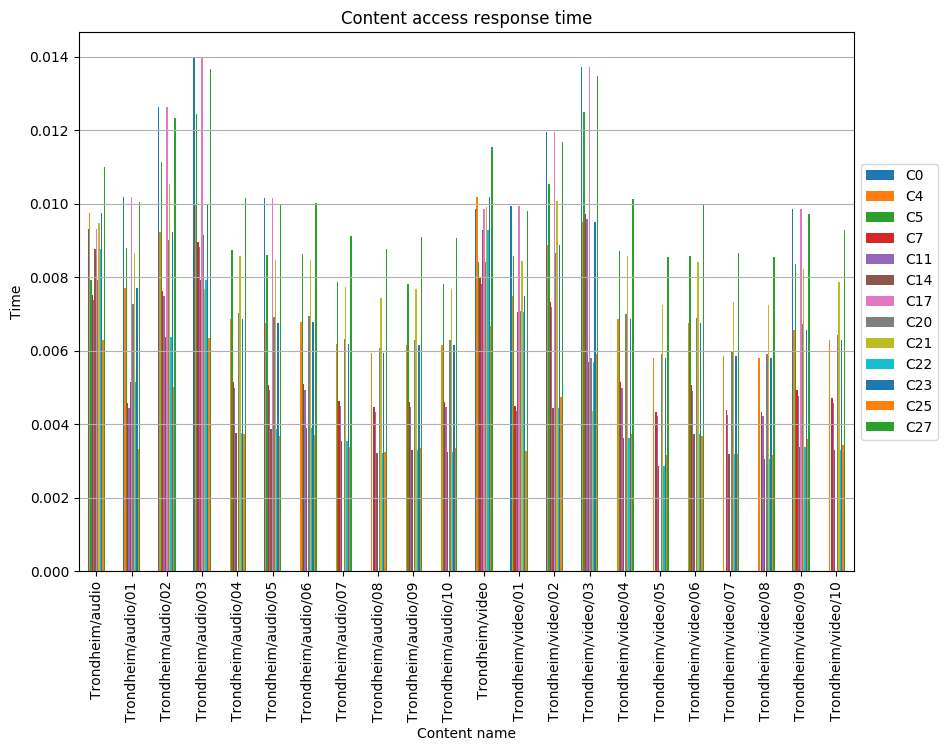 Content access response time
Time
0.014
0.012
0.010
0.008
0.006
0.004
0.002
0.000
C0
C4
C5
C7
C11
C14
C17
C20
C21
C22
C23
C25
C27
Trondheim/audio
Trondheim/audio/01
Trondheim/audio/02
Trondheim/audio/03
Trondheim/audio/04
Trondheim/audio/05
Trondheim/audio/06
Trondheim/audio/07
Trondheim/audio/08
Trondheim/audio/09
Trondheim/audio/10
Trondheim/video
Trondheim/video/01
Trondheim/video/02
Trondheim/video/03
Trondheim/video/04
Trondheim/video/05
Trondheim/video/06
Trondheim/video/07
Trondheim/video/08
Trondheim/video/09
Trondheim/video/10
Content name